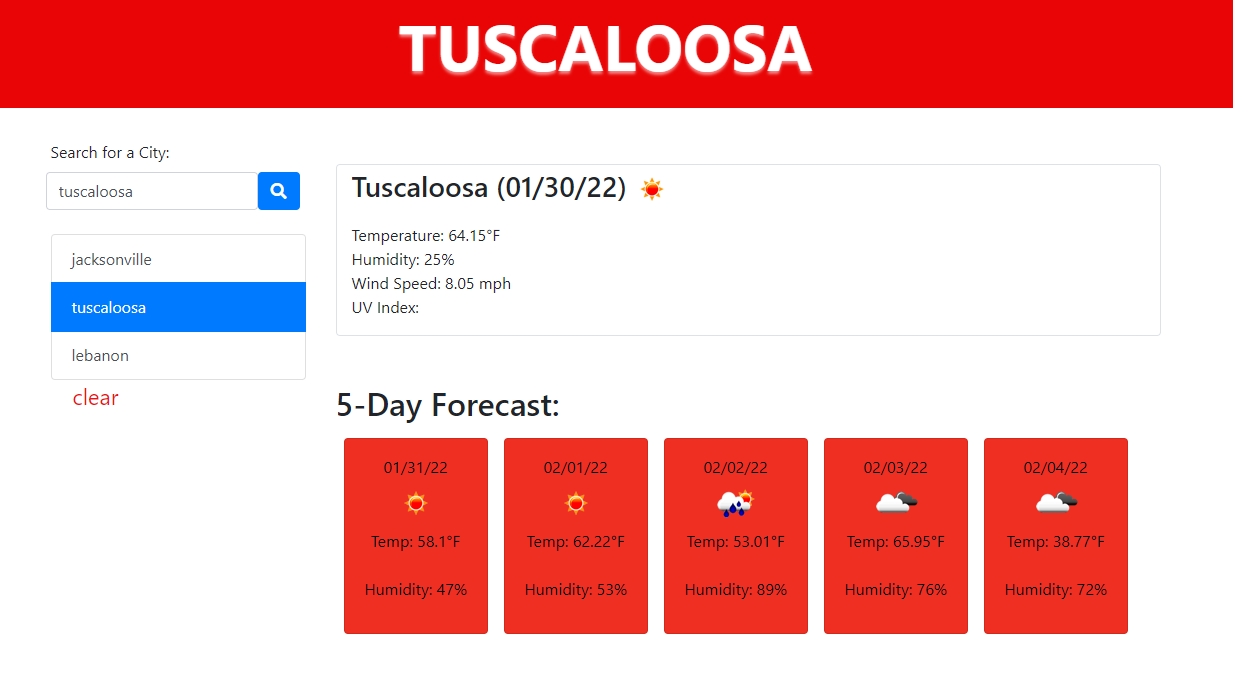 TUSCALOOSA
Search for a City:
tuscaloosa
jacksonville
tuscaloosa
lebanon
clear
Tuscaloosa (01/30/22)
Temperature: 64.15°F
Humidity: 25%
Wind Speed: 8.05 mph
UV Index:
5-Day Forecast:
01/31/22
Temp: 58.1°F
Humidity: 47%
02/01/22
Temp: 62.22°F
Humidity: 53%
02/02/22
Temp: 53.01°F
Humidity: 89%
02/03/22
Temp: 65.95°F
Humidity: 76%
02/04/22
Temp: 38.77°F
Humidity: 72%